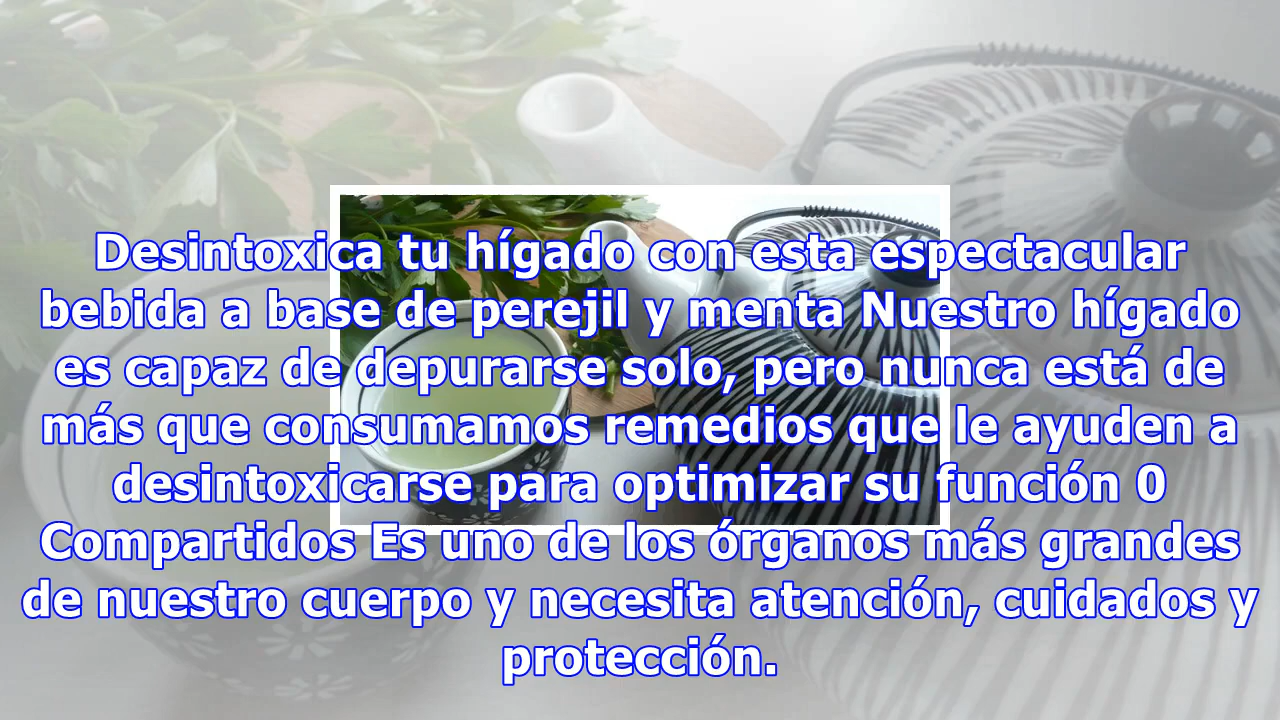 Desintoxica tu hígado con esta espectacular
bebida a base de perejil y menta Nuestro hígado
es capaz de depurarse solo, pero nunca está de
más que consumamos remedios que le ayuden a
desintoxicarse para optimizar su función 0
Compartidos Es uno de los órganos más grandes
de nuestro cuerpo y necesita atención, cuidados y
protección.